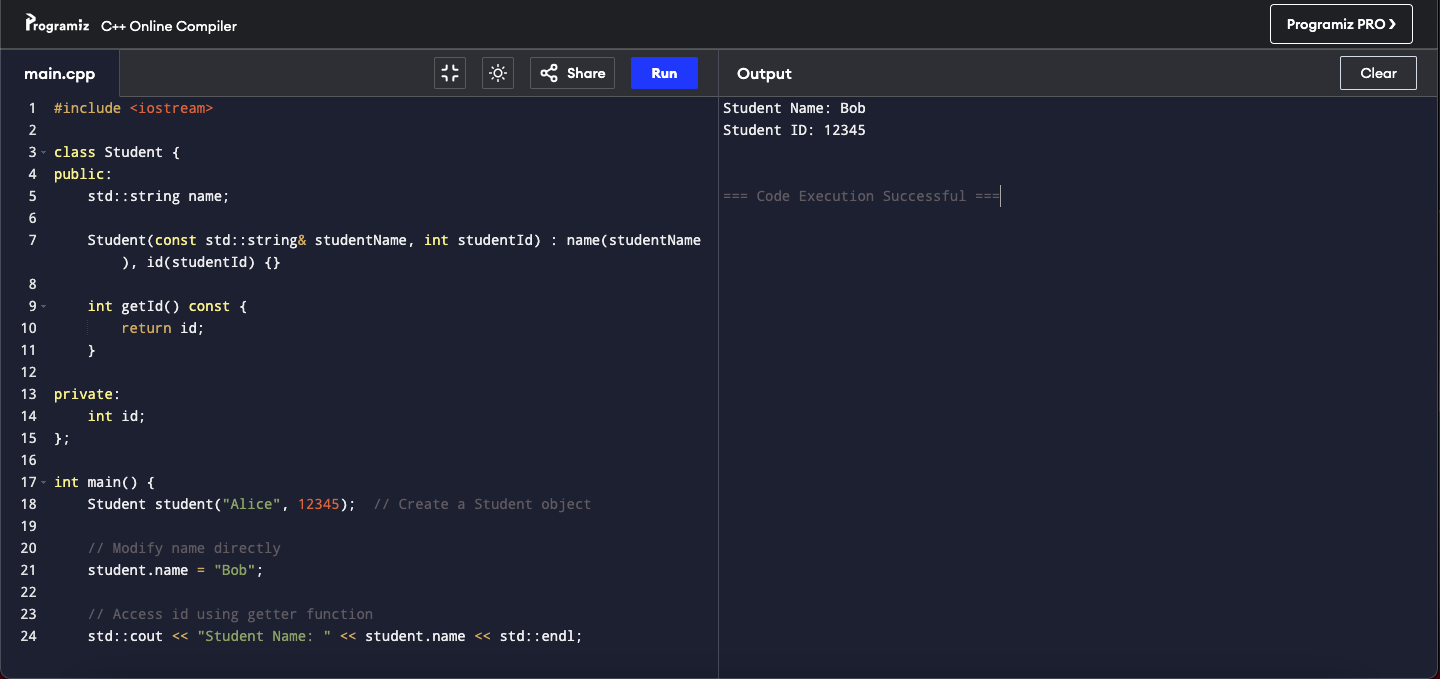 Programiz C++ Online Compiler Programiz PRO ❯
main.cpp Share Run Output Clear
1 #include <iostream>
2
3 class Student {
4 public:
5     std::string name;
6
7     Student(const std::string& studentName, int studentId) : name(studentName
        ), id(studentId) {}
8
9     int getId() const {
10         return id;
11     }
12
13 private:
14     int id;
15 };
16
17 int main() {
18     Student student("Alice", 12345);  // Create a Student object
19
20     // Modify name directly
21     student.name = "Bob";
22
23     // Access id using getter function
24     std::cout << "Student Name: " << student.name << std::endl;
Student Name: Bob
Student ID: 12345
=== Code Execution Successful ===